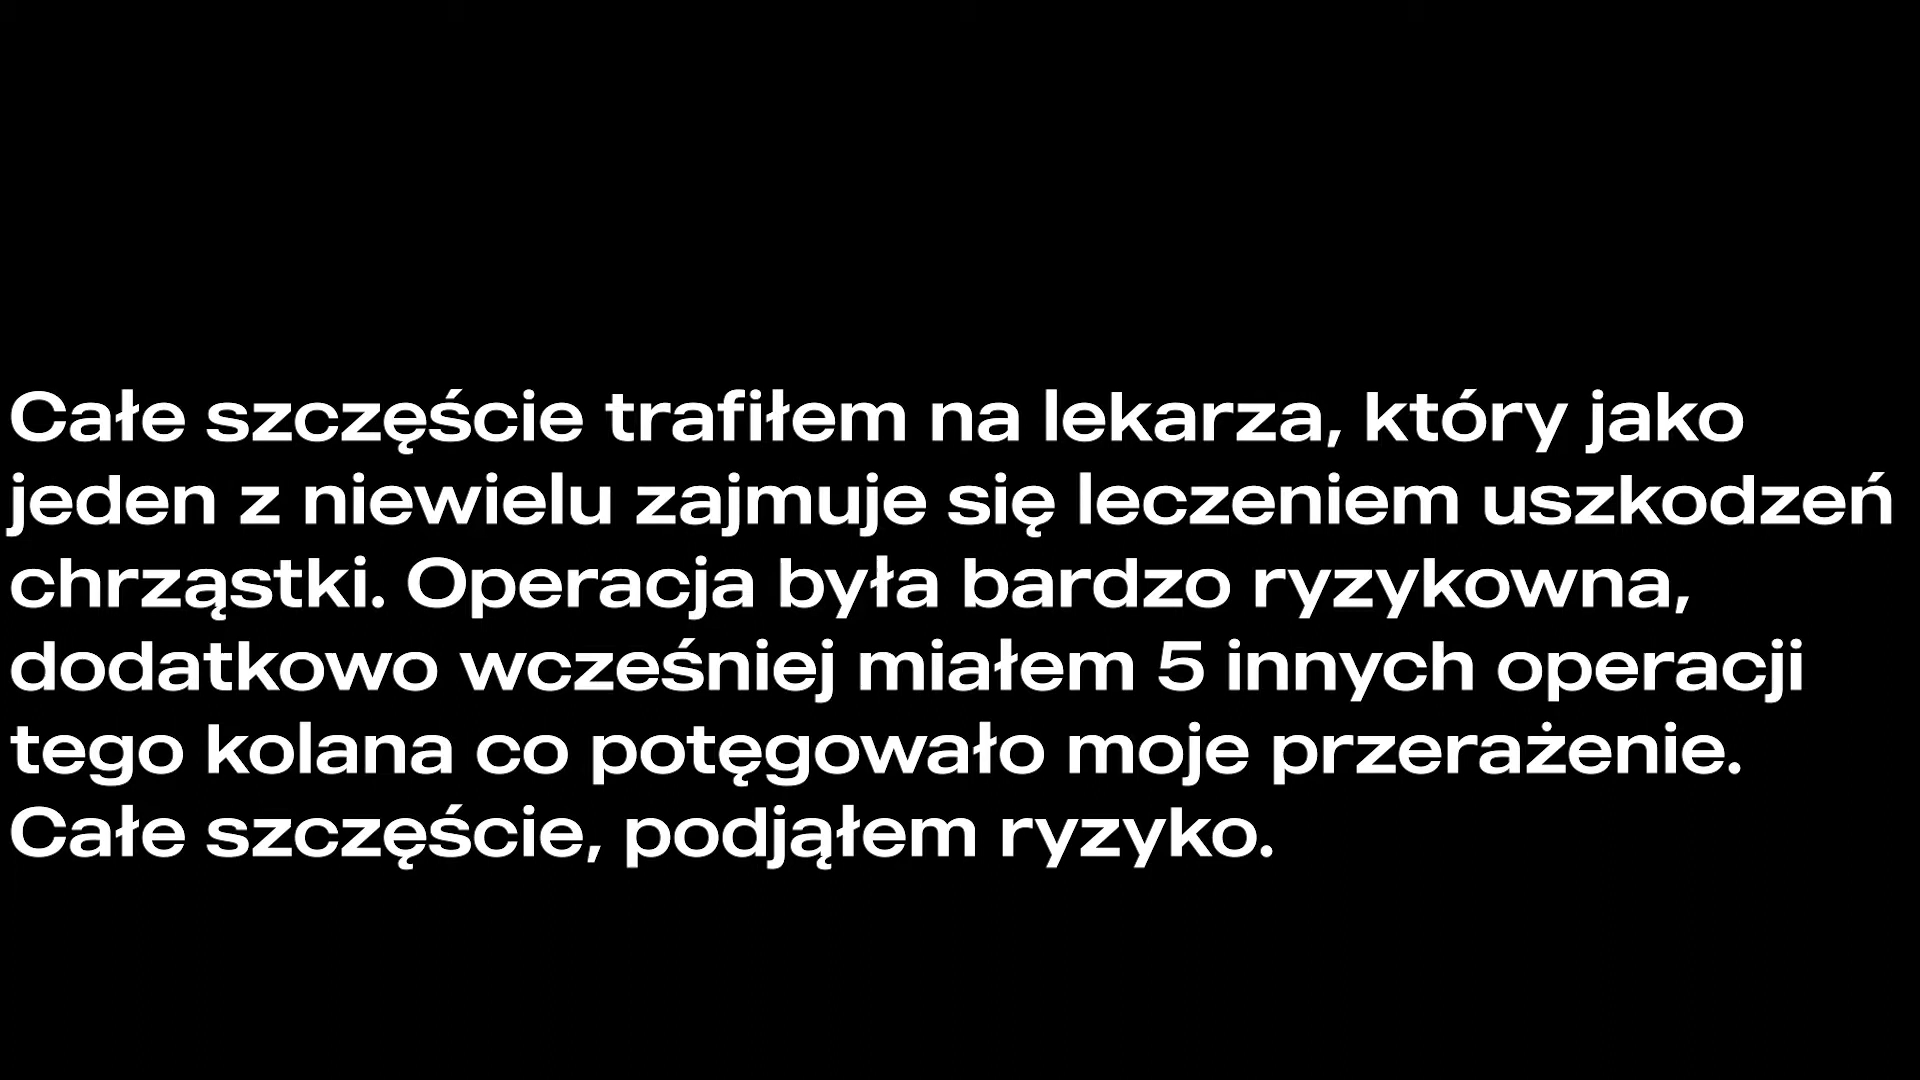 Całe szczęście trafiłem na lekarza, który jako
jeden z niewielu zajmuje się leczeniem uszkodzeń
chrząstki. Operacja była bardzo ryzykowna,
dodatkowo wcześniej miałem 5 innych operacji
tego kolana co potęgowało moje przerażenie.
Całe szczęście, podjąłem ryzyko.